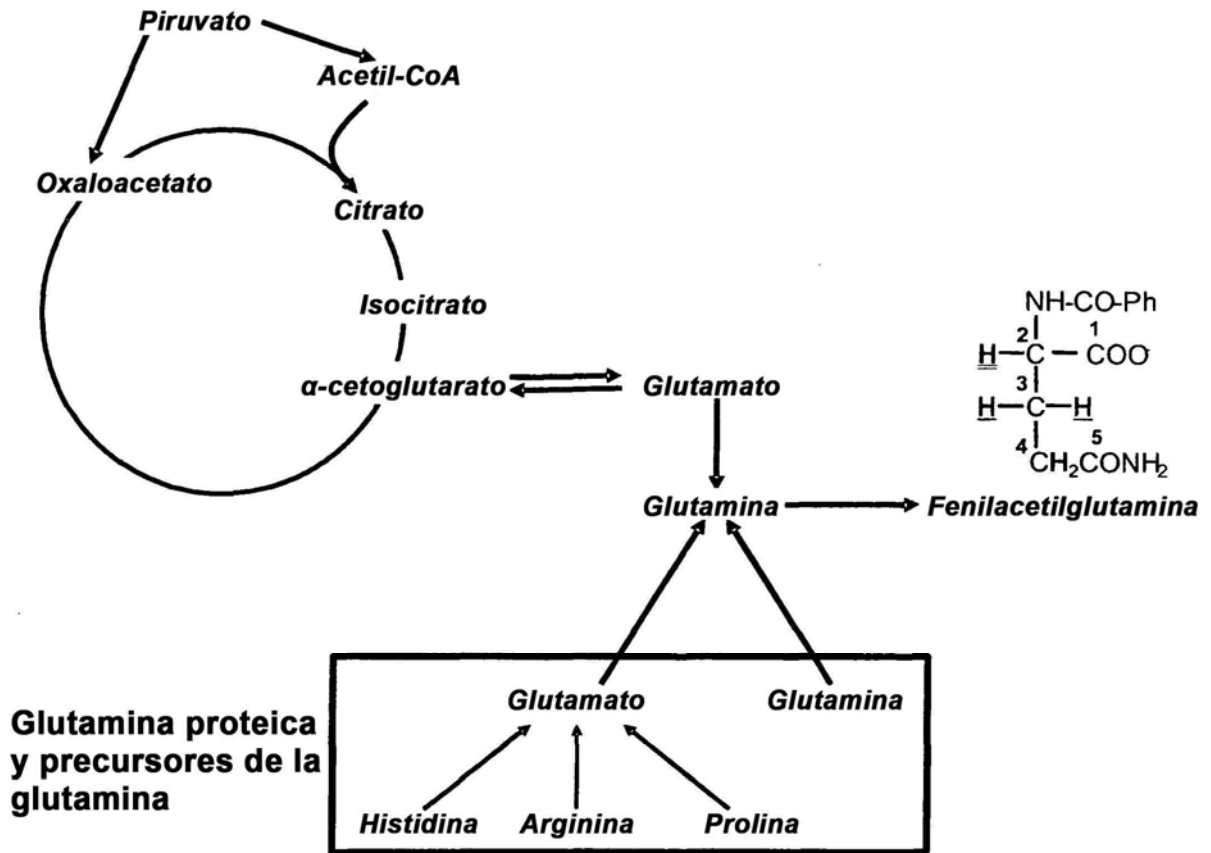 Piruvato
Acetil-CoA
Oxaloacetato
Citrato
Isocitrato
α-cetoglutarato
Glutamato
NH-CO-Ph
2
1
H-C-COO-
3
H-C-H
4
5
CH2CONH2
Glutamina
Fenilacetilglutamina
Glutamato
Glutamina
Glutamina proteica
y precursores de la
glutamina
Histidina
Arginina
Prolina